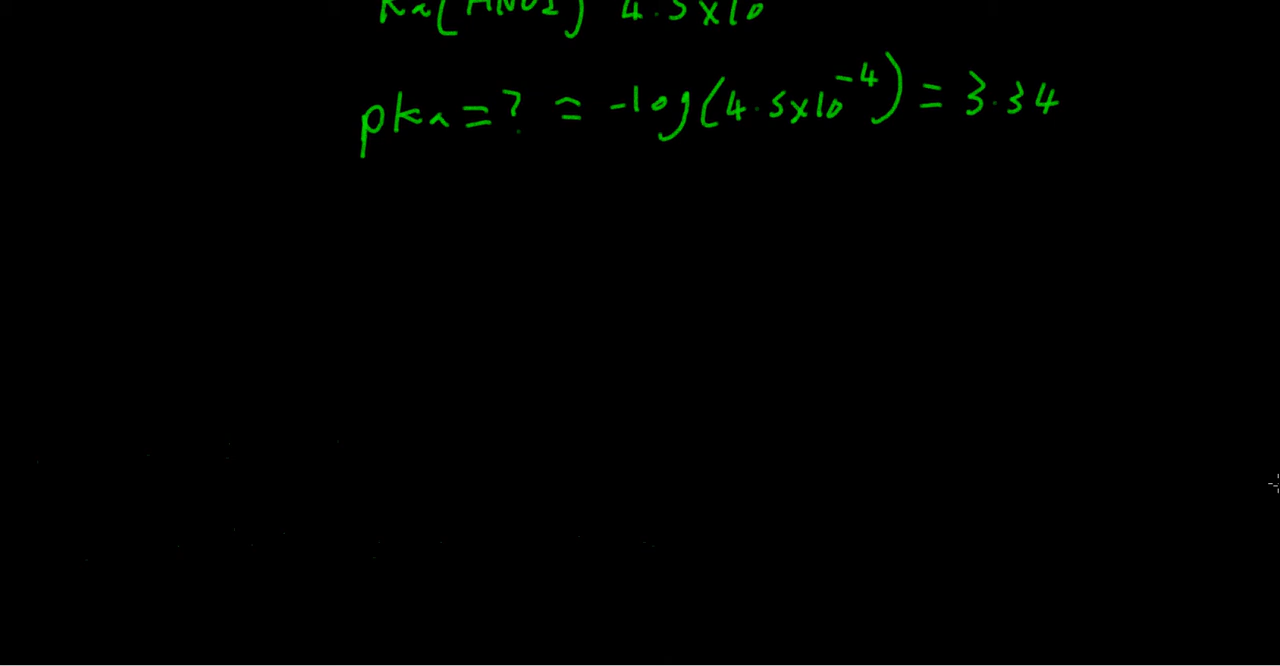 Ka(HNO2) 4.5x10
pka=? = -log(4.5x10⁻⁴) = 3.34